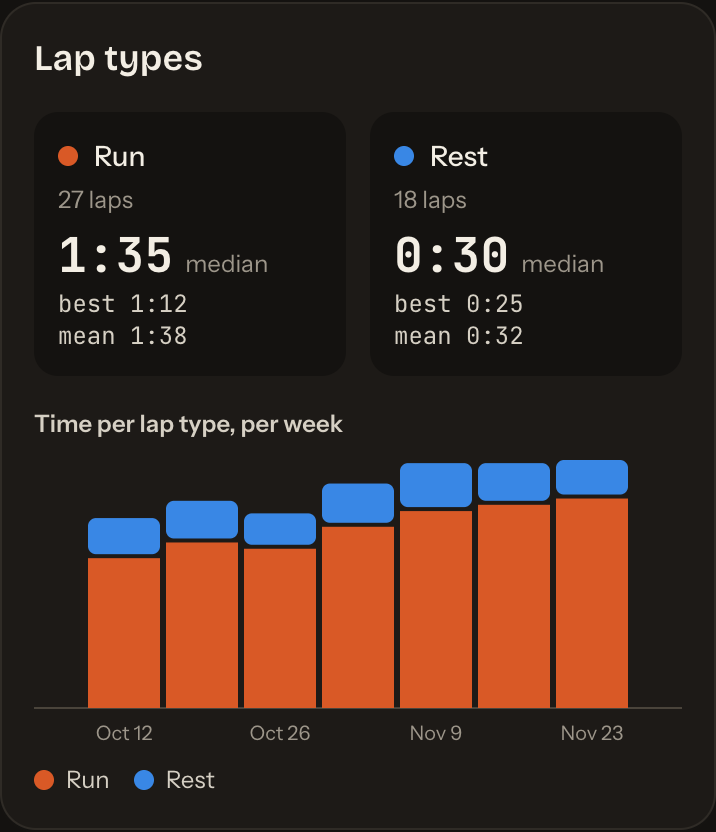 Lap types
Run
27 laps
1:35 median
best 1:12
mean 1:38
Rest
18 laps
0:30 median
best 0:25
mean 0:32
Time per lap type, per week
Oct 12 Oct 26 Nov 9 Nov 23
Run Rest